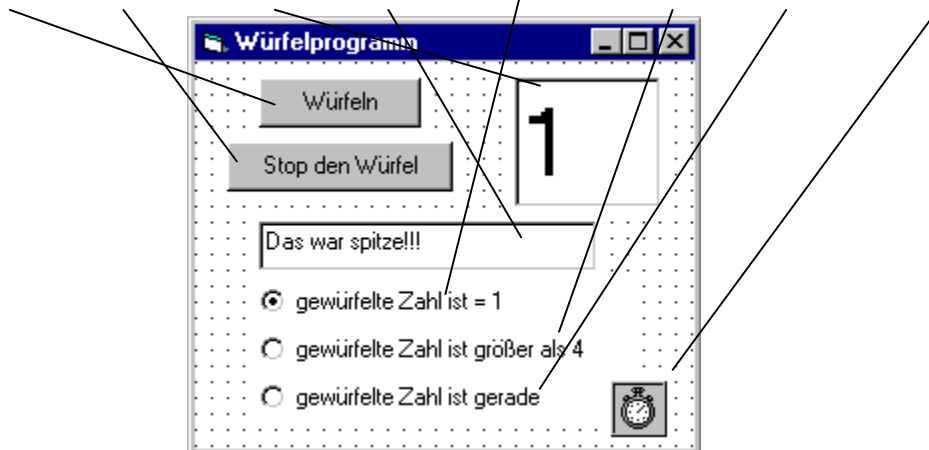 Würfelprogramm
Würfeln
1
Stop den Würfel
Das war spitze!!!
gewürfelte Zahl ist = 1
gewürfelte Zahl ist größer als 4
gewürfelte Zahl ist gerade